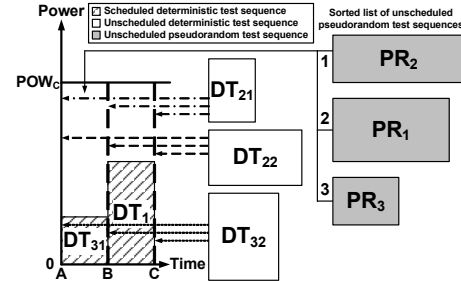 Power
Scheduled deterministic test sequence
Unscheduled deterministic test sequence
Unscheduled pseudorandom test sequence
Sorted list of unscheduled
pseudorandom test sequences
POWC
1
PR2
DT21
2
PR1
DT22
3
PR3
DT1
DT31
DT32
0
A
B
C
Time